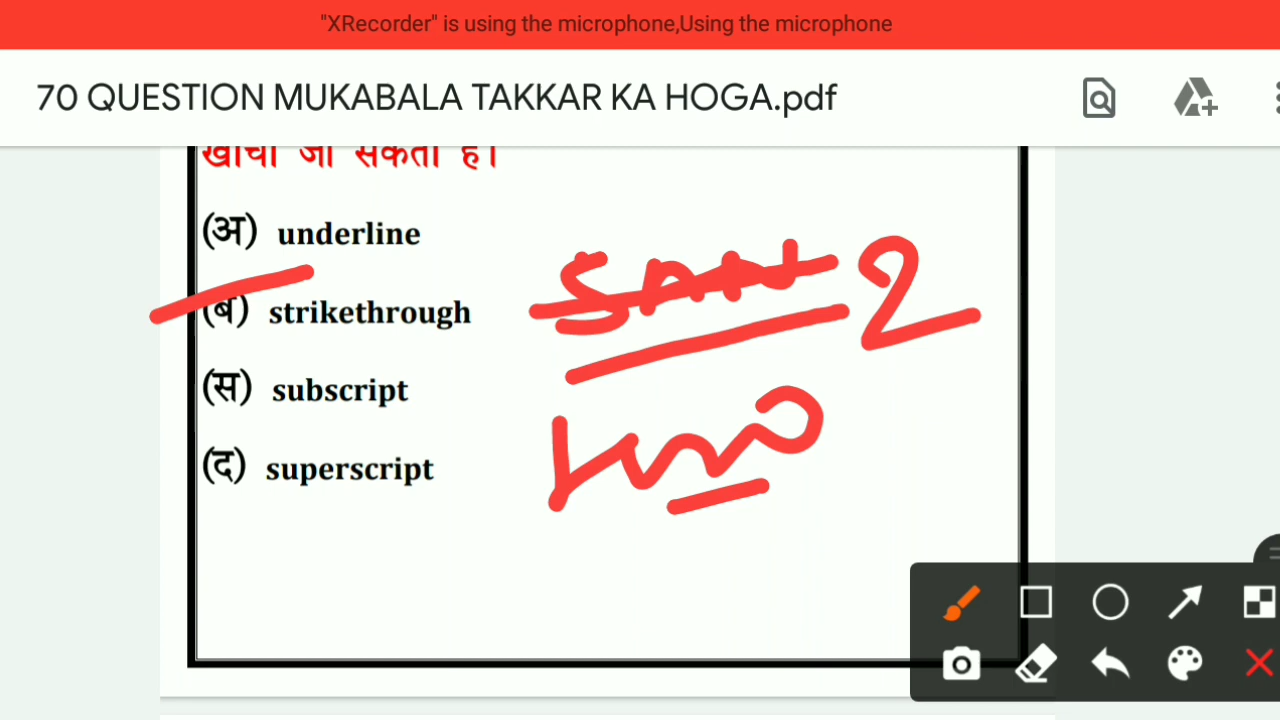 "XRecorder" is using the microphone,Using the microphone
70 QUESTION MUKABALA TAKKAR KA HOGA.pdf
खींची जा सकती है।
(अ) underline
(ब) strikethrough
(स) subscript
(द) superscript
2